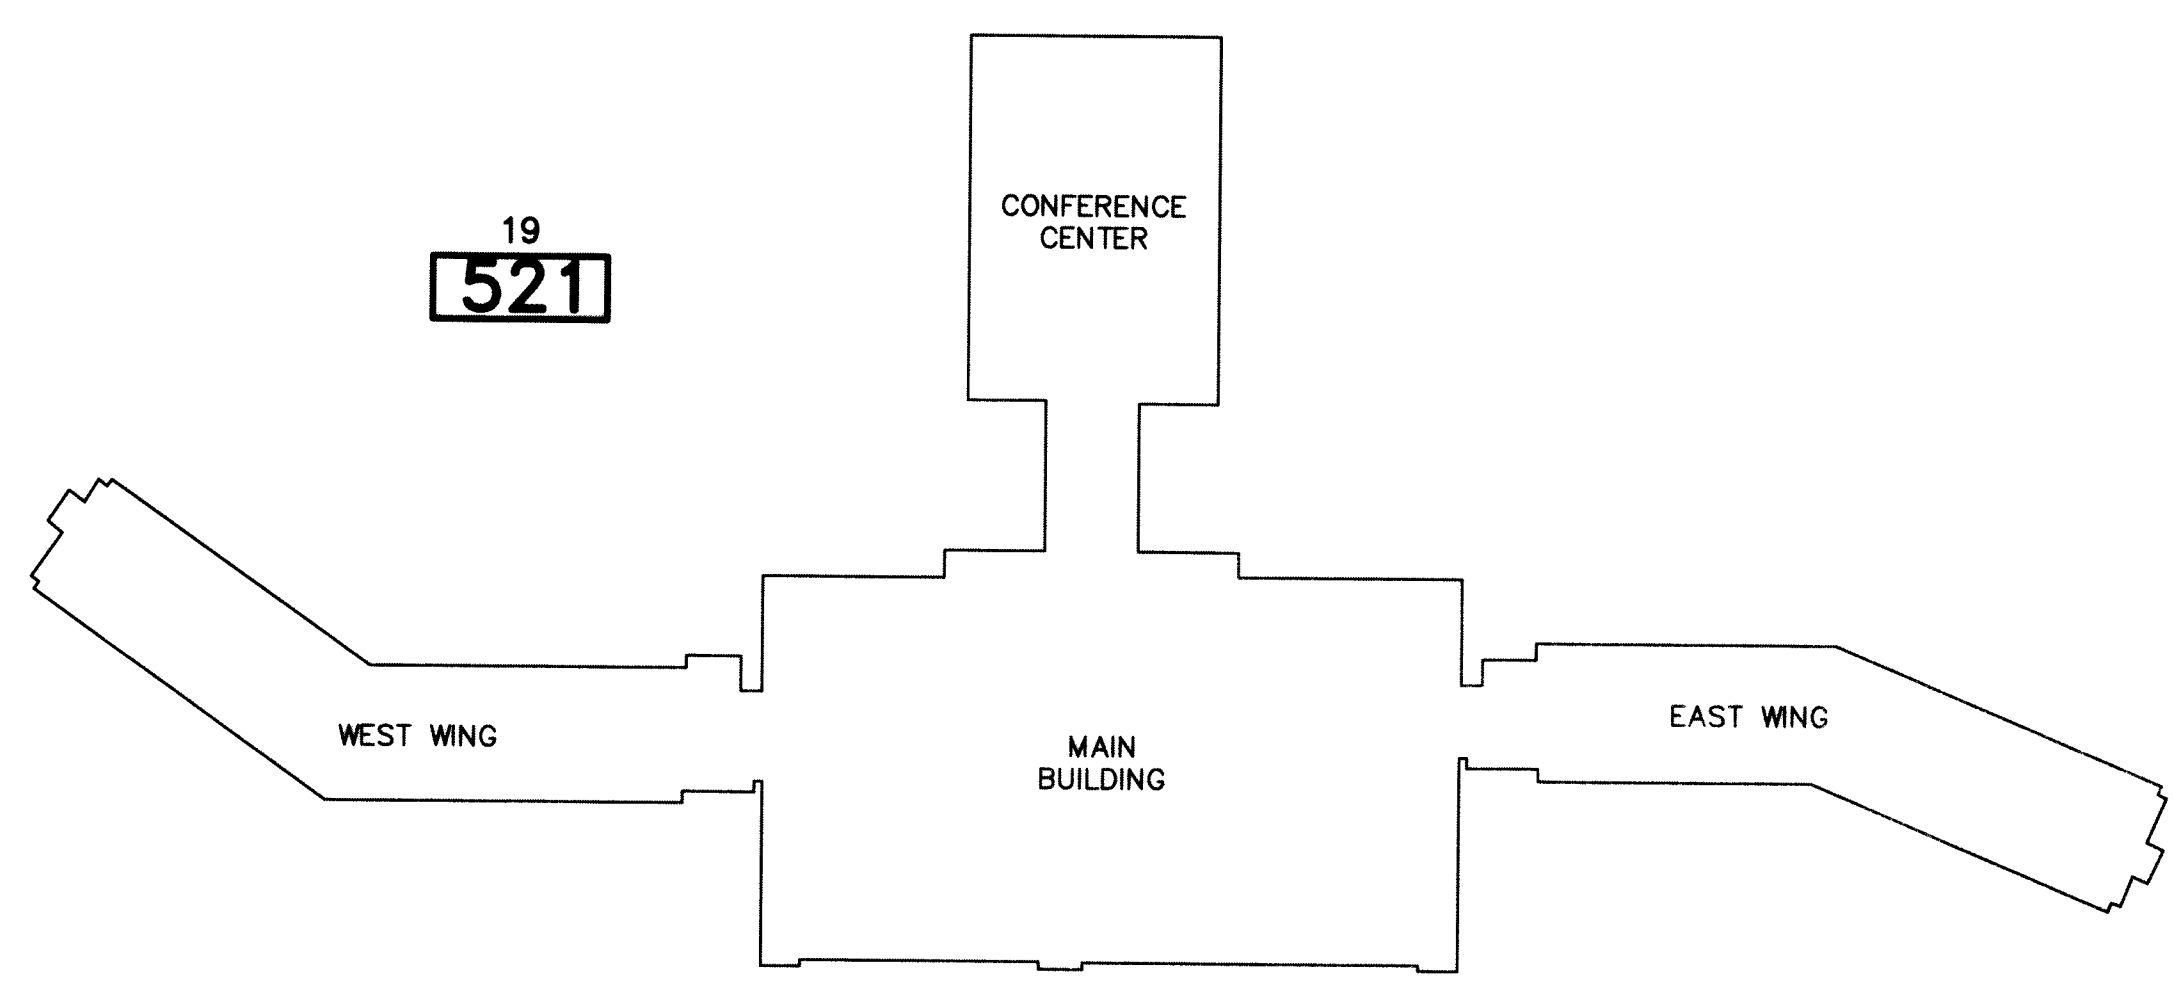 CONFERENCE
CENTER
19
521
WEST WING
MAIN
BUILDING
EAST WING